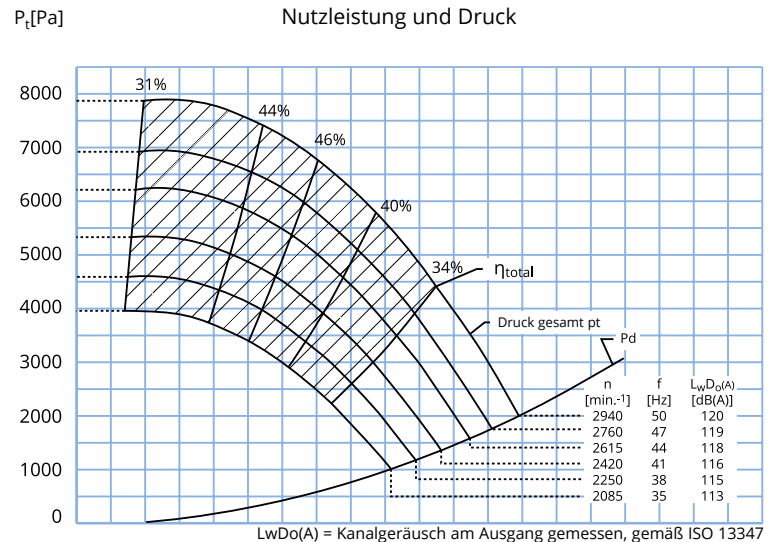 Nutzleistung und Druck
Pt[Pa]
8000
7000
6000
5000
4000
3000
2000
1000
0
31%
44%
46%
40%
34%
ηtotal
Druck gesamt pt
Pd
n f LwDo(A)
[min.-1] [Hz] [dB(A)]
2940 50 120
2760 47 119
2615 44 118
2420 41 116
2250 38 115
2085 35 113
LwDo(A) = Kanalgeräusch am Ausgang gemessen, gemäß ISO 13347